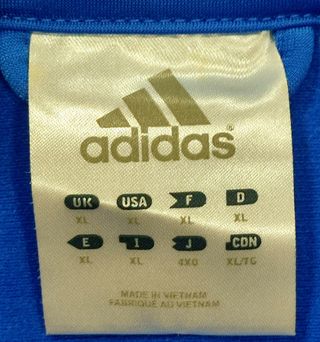 adidas®
UK USA F D
XL XL XL XL
E I J CDN
XL XL 4XO XL/TG
MADE IN VIETNAM
FABRIQUÉ AU VIETNAM